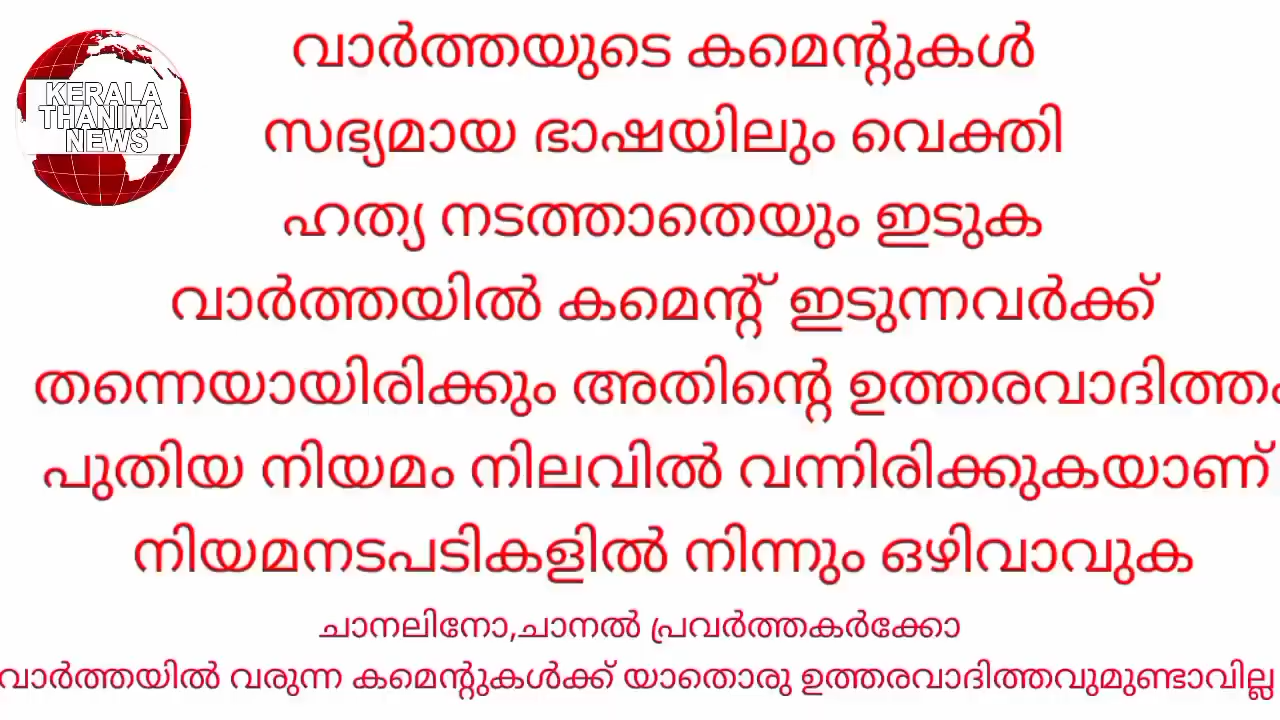 KERALA
THANIMA
NEWS
വാർത്തയുടെ കമെന്റുകൾ
സഭ്യമായ ഭാഷയിലും വെക്തി
ഹത്യ നടത്താതെയും ഇടുക
വാർത്തയിൽ കമെന്റ് ഇടുന്നവർക്ക്
തന്നെയായിരിക്കും അതിന്റെ ഉത്തരവാദിത്തം
പുതിയ നിയമം നിലവിൽ വന്നിരിക്കുകയാണ്
നിയമനടപടികളിൽ നിന്നും ഒഴിവാവുക
ചാനലിനോ,ചാനൽ പ്രവർത്തകർക്കോ
വാർത്തയിൽ വരുന്ന കമെന്റുകൾക്ക് യാതൊരു ഉത്തരവാദിത്തവുമുണ്ടാവില്ല